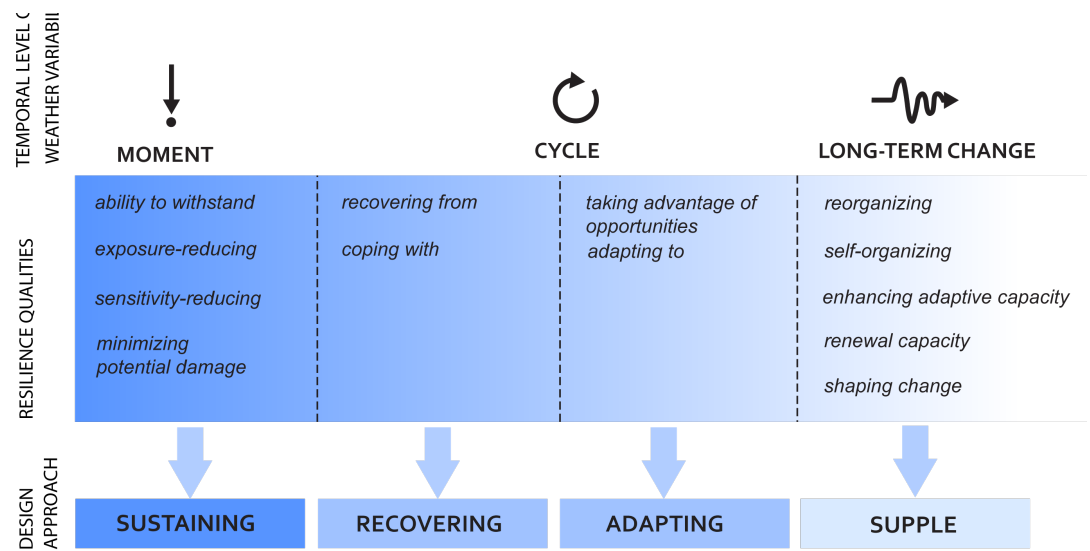 TEMPORAL LEVEL
WEATHER
MOMENT
CYCLE
LONG-TERM CHANGE
RESILIENCE QUALITIES
ability to withstand
exposure-reducing
sensitivity-reducing
minimizing
potential damage
recovering from
coping with
taking advantage of
opportunities
adapting to
reorganizing
self-organizing
enhancing adaptive capacity
renewal capacity
shaping change
DESIGN
APPROACH
SUSTAINING
RECOVERING
ADAPTING
SUPPLE